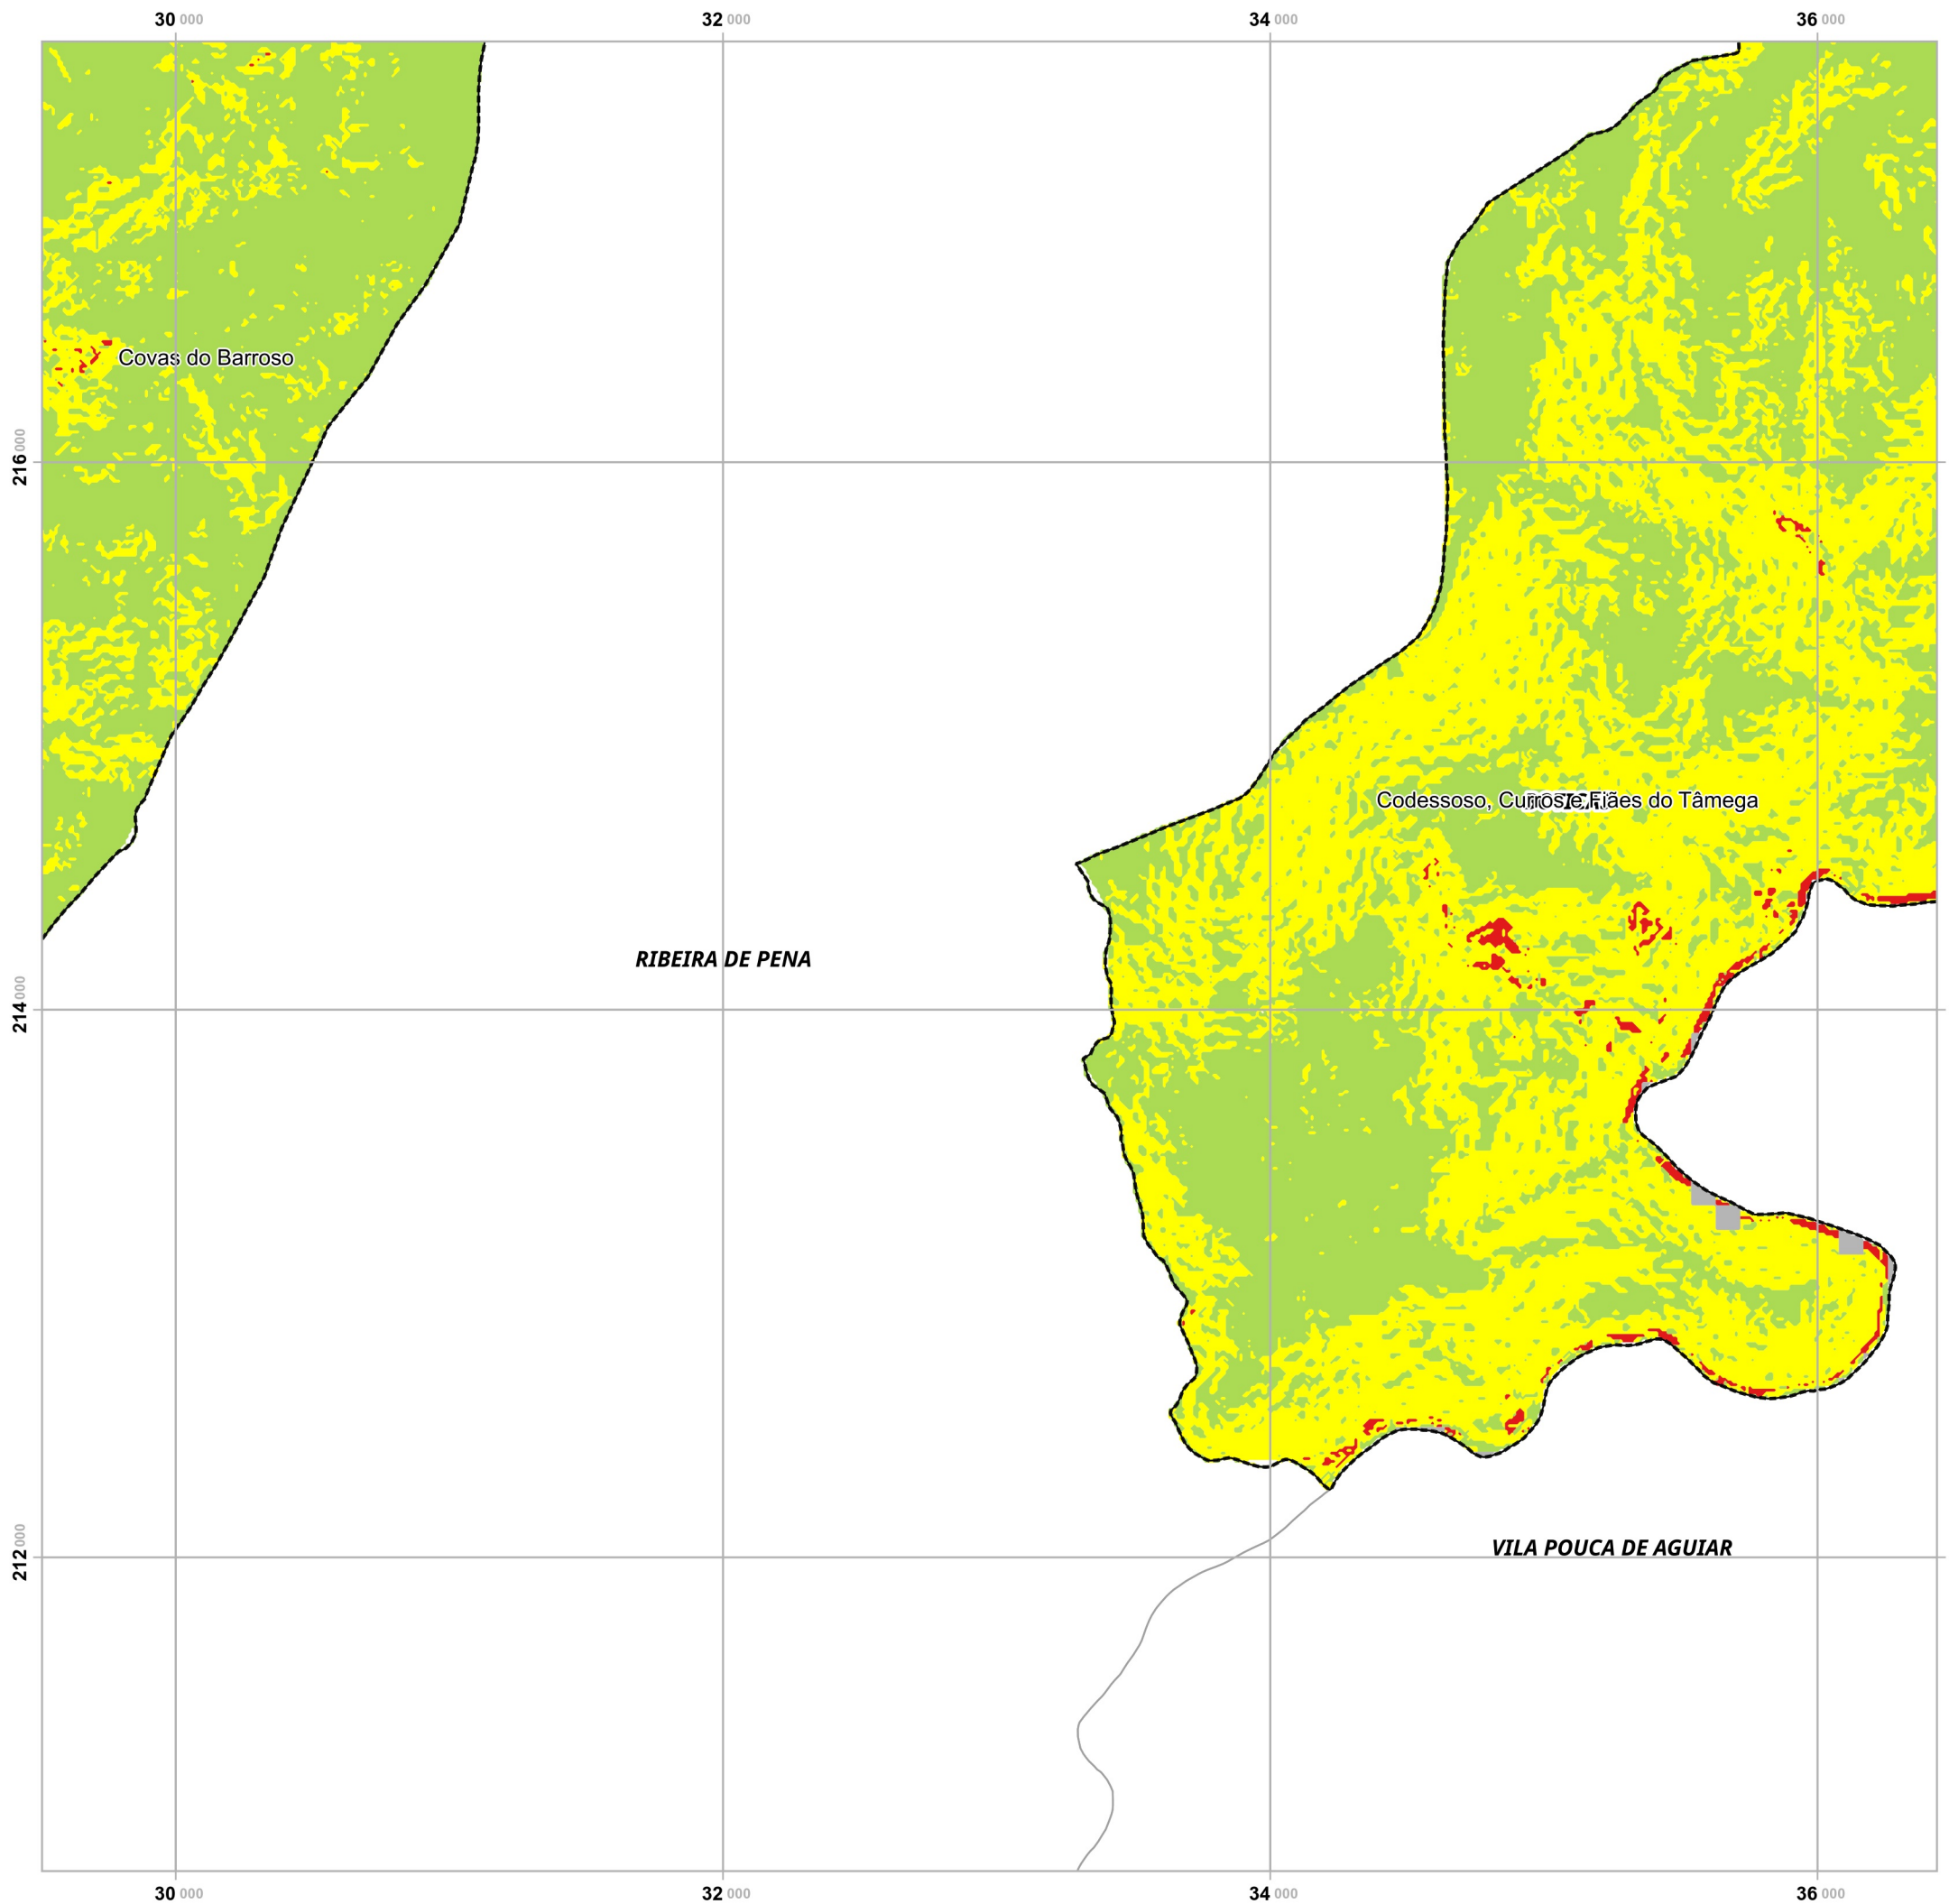 30 000 32 000 34 000 36 000
Covas do Barroso
216 000
Codessoso, Curros e Fiães do Tâmega
RIBEIRA DE PENA
214 000
VILA POUCA DE AGUIAR
212 000
30 000 32 000 34 000 36 000